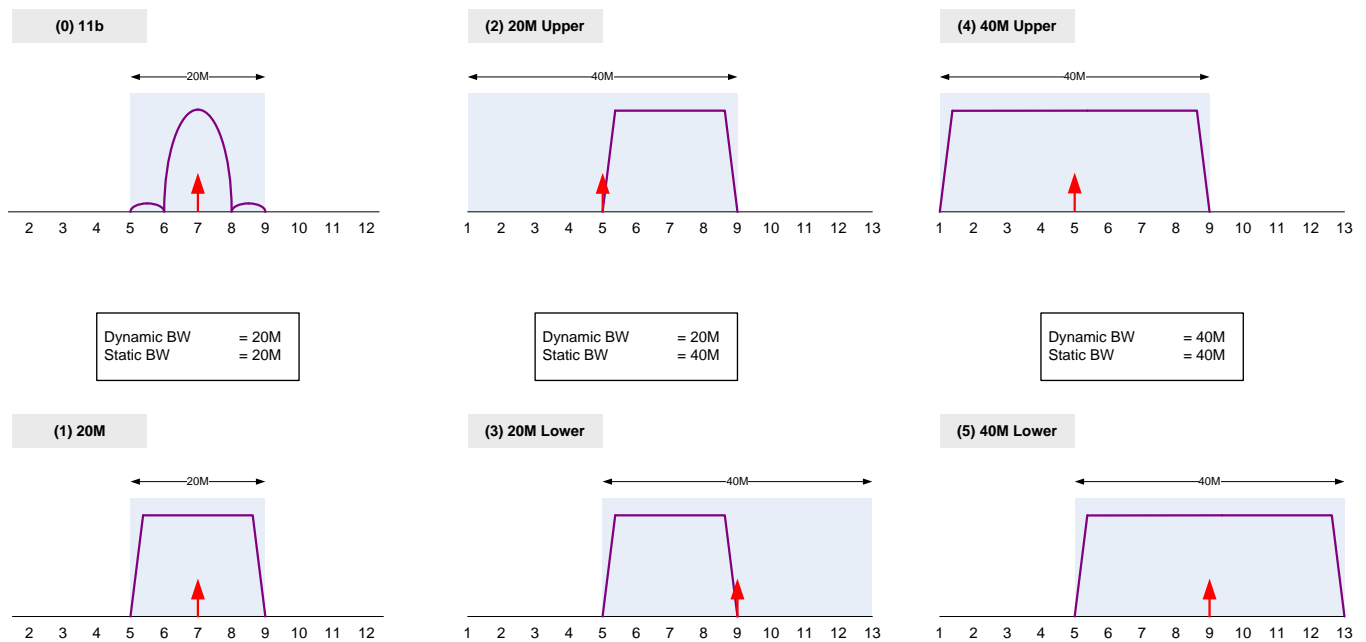 (0) 11b
(2) 20M Upper
(4) 40M Upper
20M
40M
40M
2 3 4 5 6 7 8 9 10 11 12
1 2 3 4 5 6 7 8 9 10 11 12 13
1 2 3 4 5 6 7 8 9 10 11 12 13
Dynamic BW = 20M
Static BW = 20M
Dynamic BW = 20M
Static BW = 40M
Dynamic BW = 40M
Static BW = 40M
(1) 20M
(3) 20M Lower
(5) 40M Lower
20M
40M
40M
2 3 4 5 6 7 8 9 10 11 12
1 2 3 4 5 6 7 8 9 10 11 12 13
1 2 3 4 5 6 7 8 9 10 11 12 13